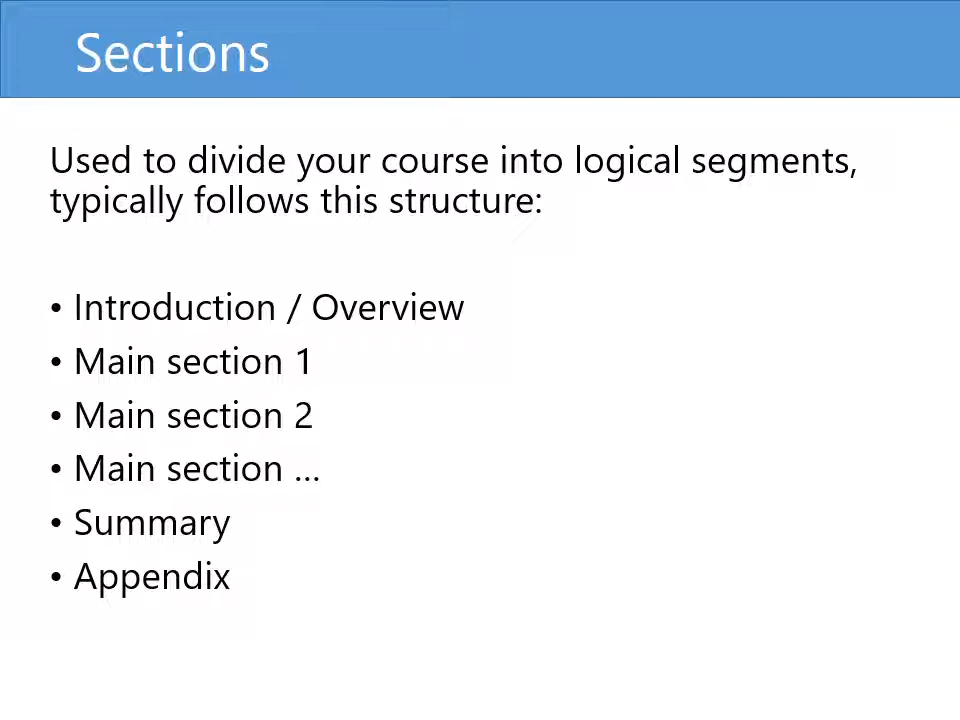 Sections
Used to divide your course into logical segments,
typically follows this structure:
• Introduction / Overview
• Main section 1
• Main section 2
• Main section ...
• Summary
• Appendix